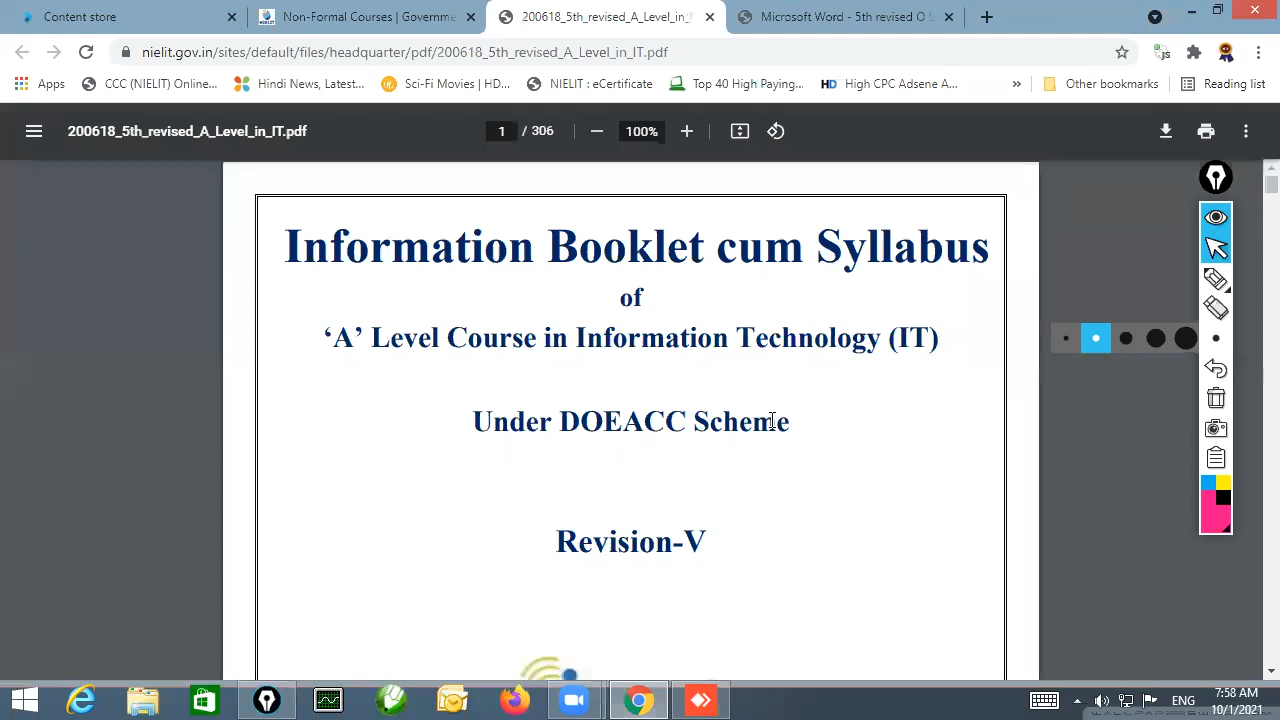 Content store
Non-Formal Courses | Governme
200618_5th_revised_A_Level_in_I
Microsoft Word - 5th revised O
nielit.gov.in/sites/default/files/headquarter/pdf/200618_5th_revised_A_Level_in_IT.pdf
Apps
CCC (NIELIT) Online...
Hindi News, Latest...
Sci-Fi Movies | HD...
NIELIT : eCertificate
Top 40 High Paying...
HD High CPC Adsene A...
»
Other bookmarks
Reading list
200618_5th_revised_A_Level_in_IT.pdf
1 / 306
100%
Information Booklet cum Syllabus
of
‘A’ Level Course in Information Technology (IT)
Under DOEACC Scheme
Revision-V
ENG
7:58 AM
10/1/2021